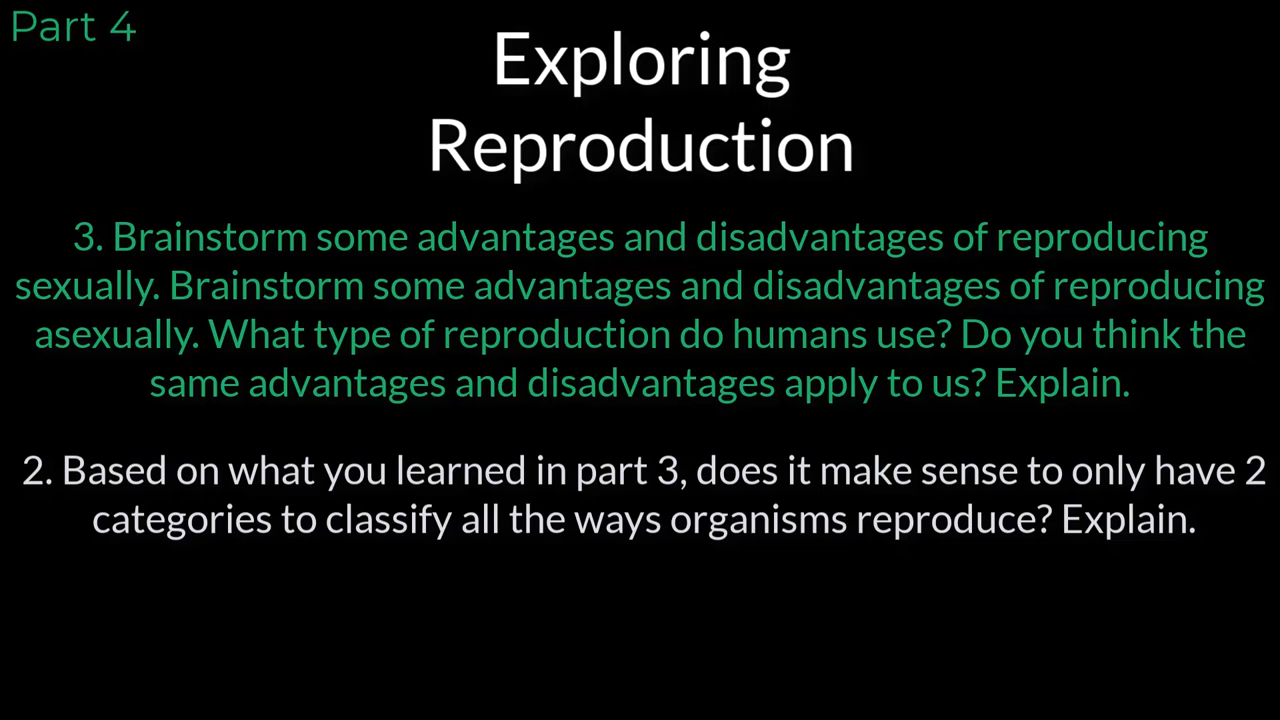 Part 4
Exploring
Reproduction
3. Brainstorm some advantages and disadvantages of reproducing
sexually. Brainstorm some advantages and disadvantages of reproducing
asexually. What type of reproduction do humans use? Do you think the
same advantages and disadvantages apply to us? Explain.
2. Based on what you learned in part 3, does it make sense to only have 2
categories to classify all the ways organisms reproduce? Explain.